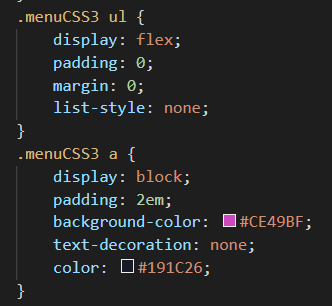 .menuCSS3 ul {
    display: flex;
    padding: 0;
    margin: 0;
    list-style: none;
}
.menuCSS3 a {
    display: block;
    padding: 2em;
    background-color: #CE49BF;
    text-decoration: none;
    color: #191C26;
}